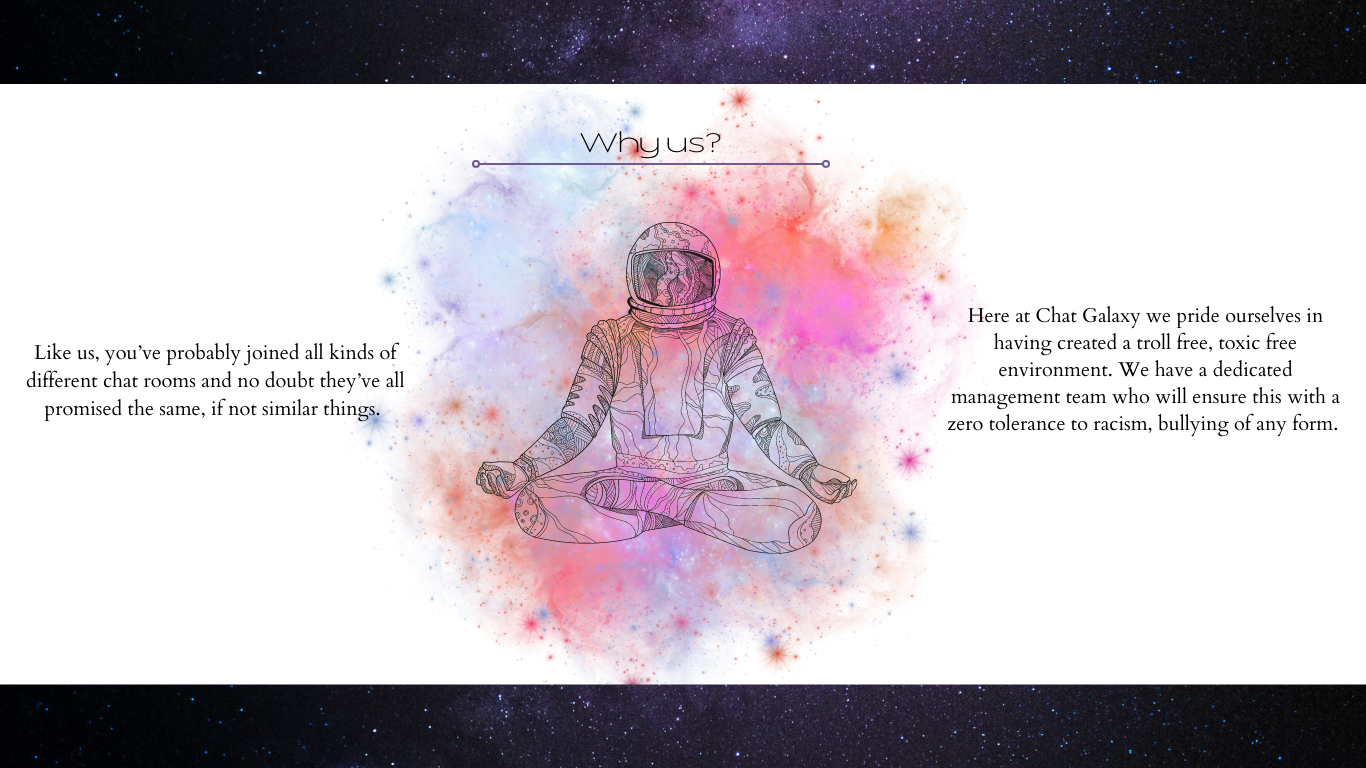 Why us?
Like us, you've probably joined all kinds of
different chat rooms and no doubt they've all
promised the same, if not similar things.
Here at Chat Galaxy we pride ourselves in
having created a troll free, toxic free
environment. We have a dedicated
management team who will ensure this with a
zero tolerance to racism, bullying of any form.